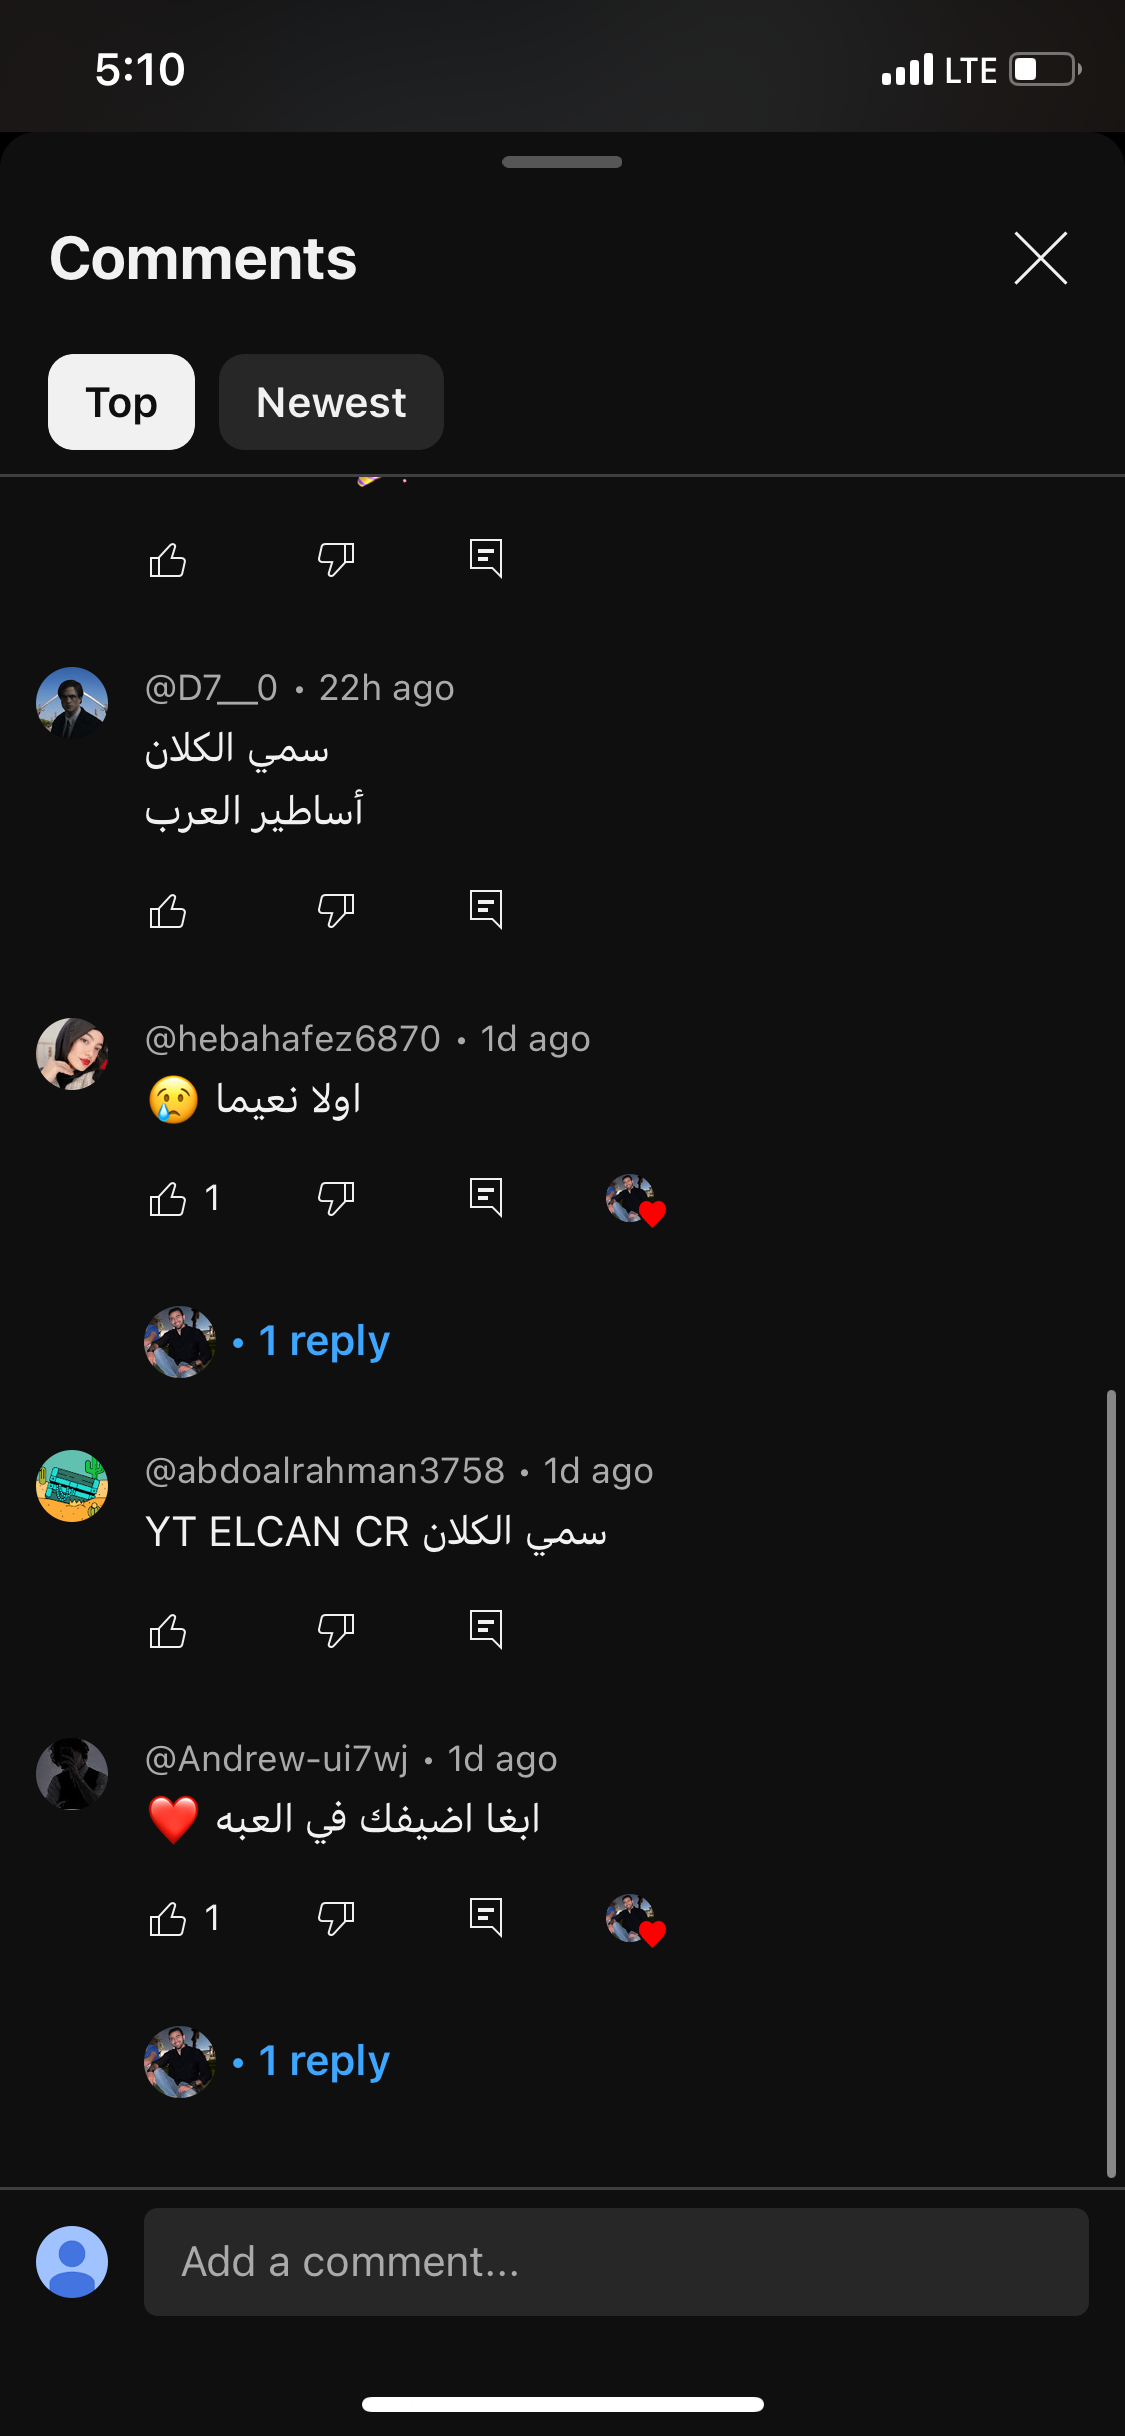 5:10
LTE
Comments
Top
Newest
@D7__0 • 22h ago
سمي الكلان
أساطير العرب
@hebahafez6870 • 1d ago
اولا نعيما 😢
1
• 1 reply
@abdoalrahman3758 • 1d ago
YT ELCAN CR سمي الكلان
@Andrew-ui7wj • 1d ago
ابغا اضيفك في العبه ❤️
1
• 1 reply
Add a comment...